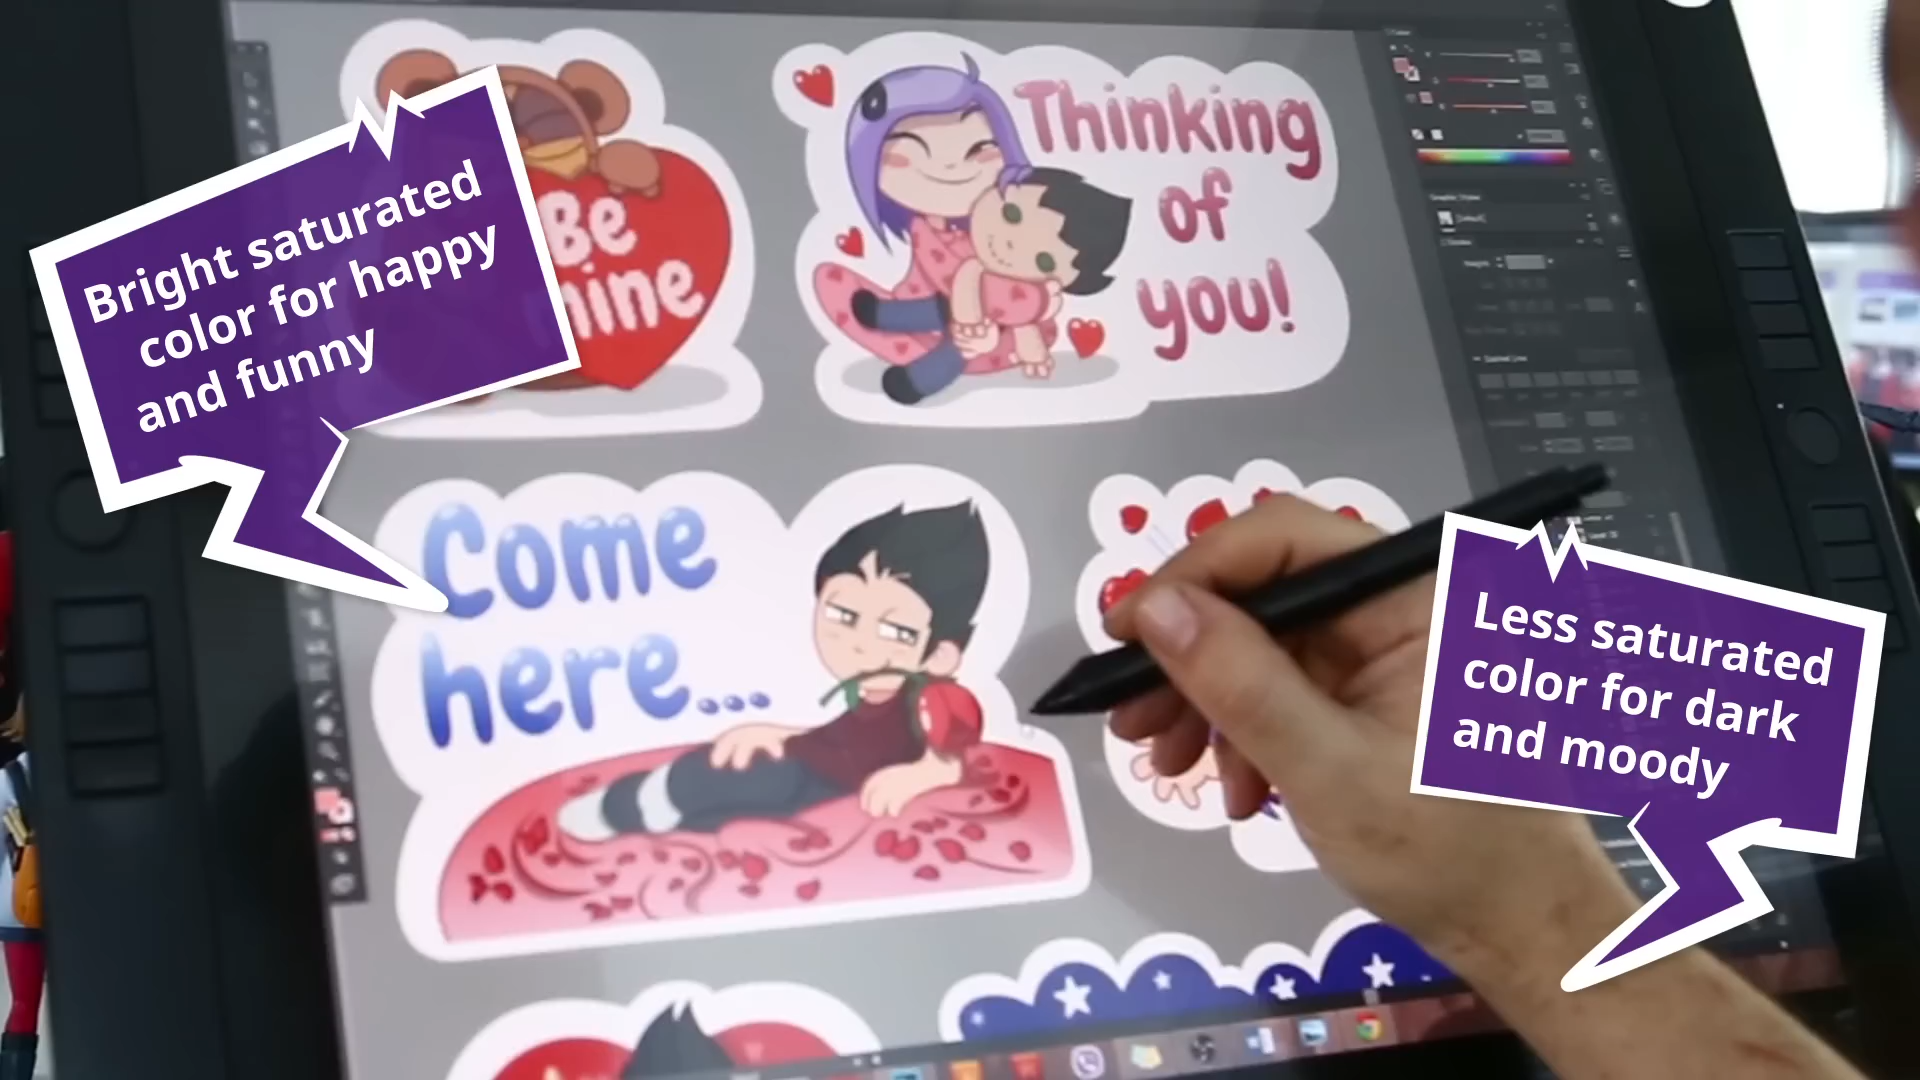 Bright saturated
color for happy
and funny
Be
mine
Thinking
of
you!
Come
here...
Less saturated
color for dark
and moody